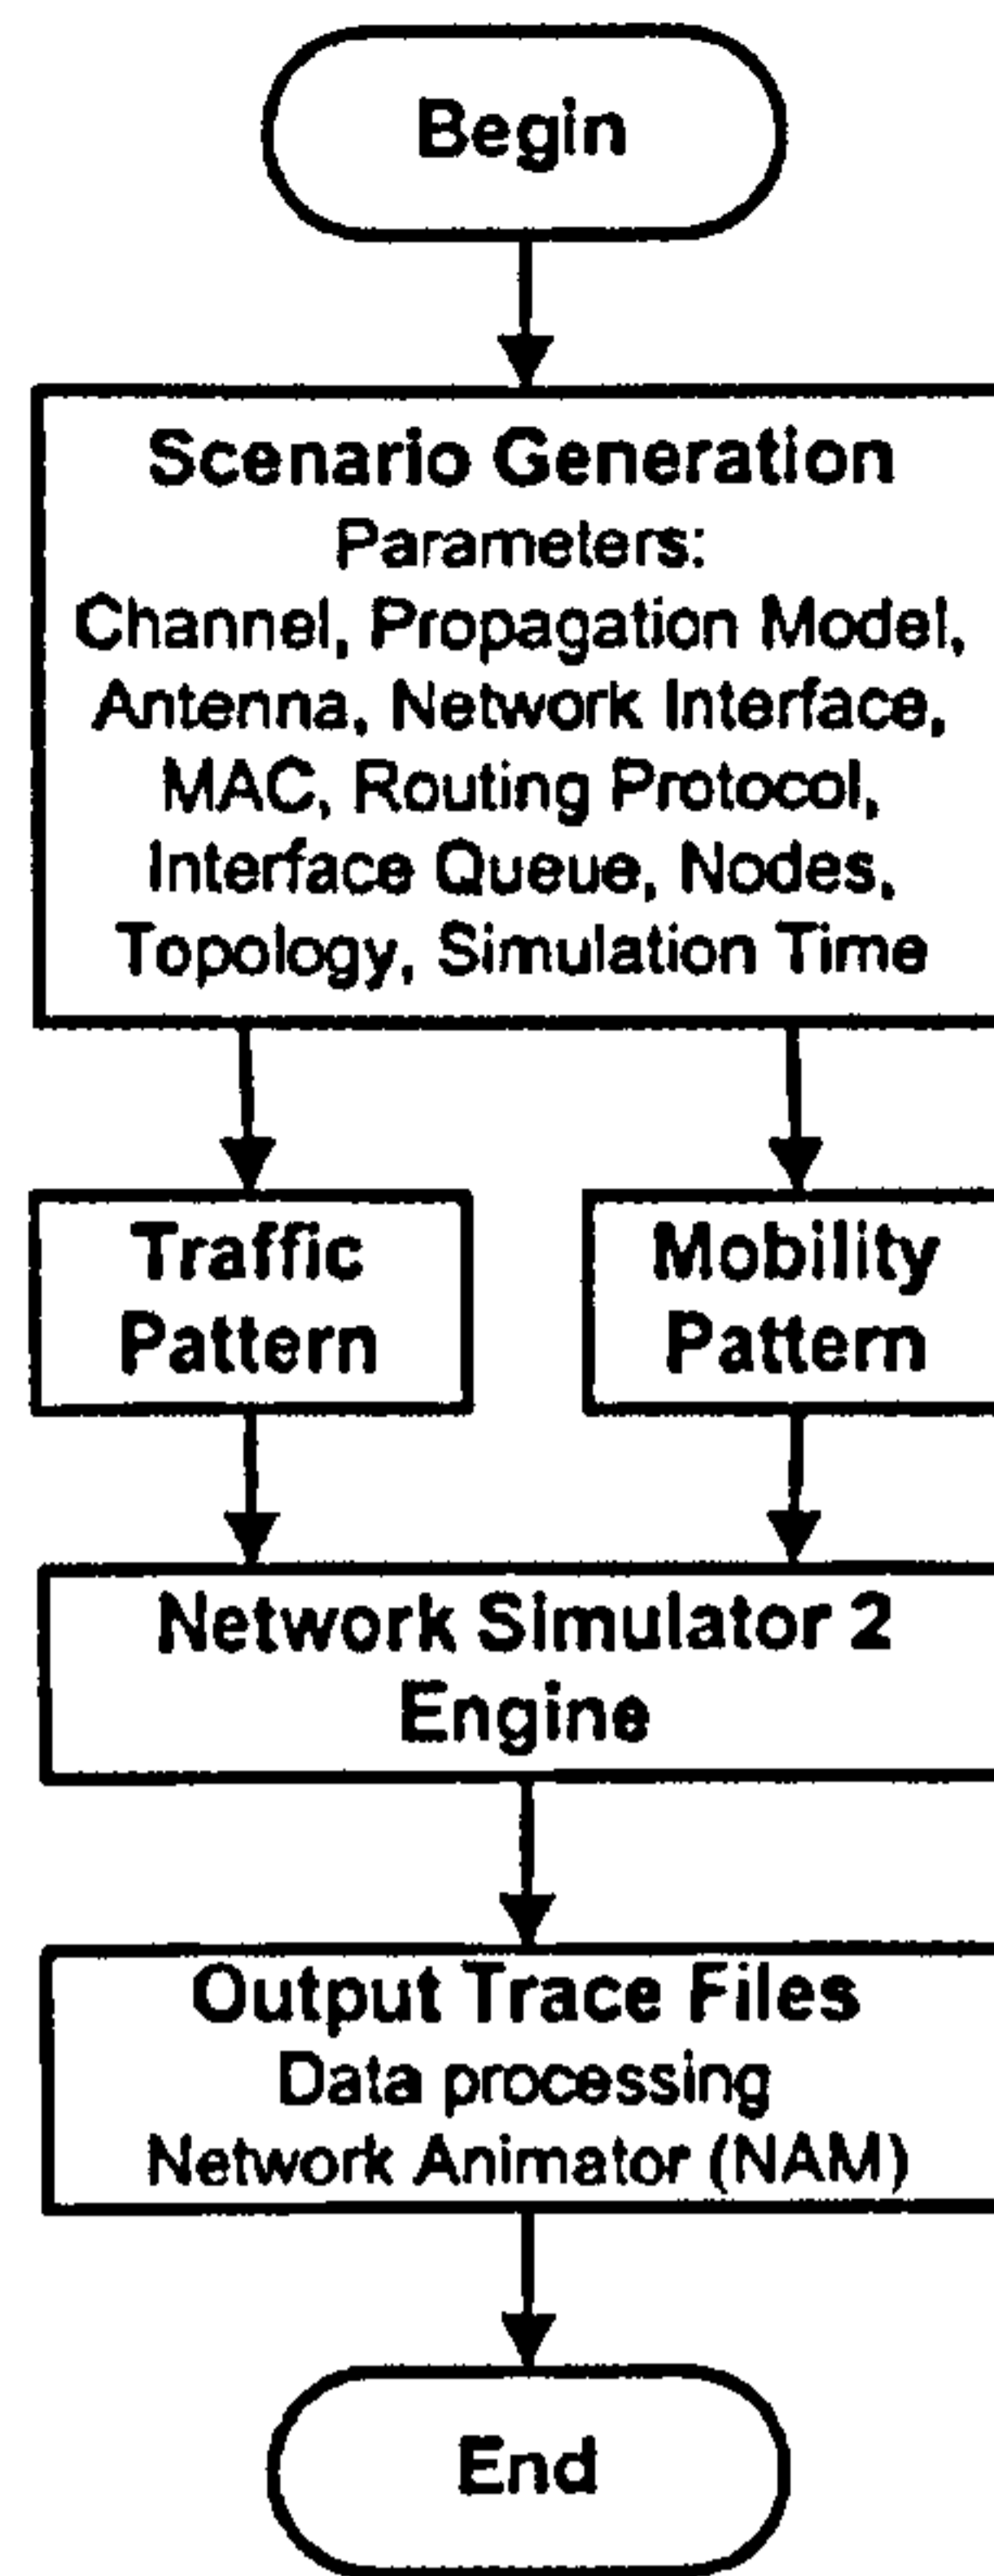 Begin
Scenario Generation
Parameters:
Channel, Propagation Model,
Antenna, Network Interface,
MAC, Routing Protocol,
Interface Queue, Nodes,
Topology, Simulation Time
Traffic
Pattern
Mobility
Pattern
Network Simulator 2
Engine
Output Trace Files
Data processing
Network Animator (NAM)
End